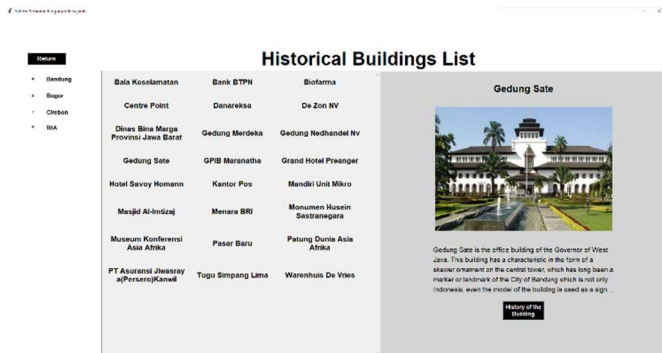 Historical Buildings List
Return
Bandung
Bogor
Cirebon
Bala Keselamatan Bank BTPN Biofarma
Centre Point Danareksa De Zon NV
Dinas Bina Marga
Provinsi Jawa Barat Gedung Merdeka Gedung Nedhandel Nv
Gedung Sate GPIB Maranatha Grand Hotel Preanger
Hotel Savoy Homann Kantor Pos Mandiri Unit Mikro
Masjid Al-Imtizaj Menara BRI Monumen Husein
Sastranegara
Museum Konferensi
Asia Afrika Pasar Baru Patung Dunia Asia
Afrika
PT Asuransi Jiwasray
a(Persero)Kanwil Tugu Simpang Lima Warenhuis De Vries
Gedung Sate
Gedung Sate is the office building of the Governor of West
Java. This building has a characteristic in the form of a
skewer ornament on the central tower, which has long been a
marker or landmark of the City of Bandung which is not only
Indonesia, even the model of the building is used as a sign ...
History of the
Building